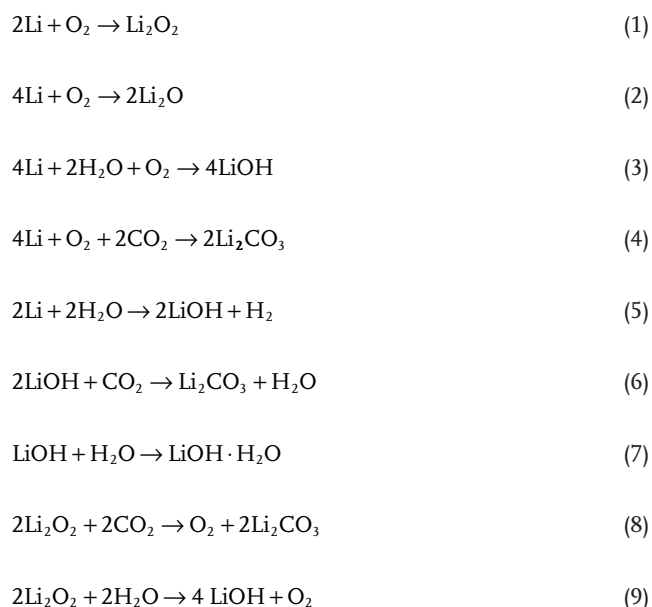 2Li + O₂ → Li₂O₂ (1)
4Li + O₂ → 2Li₂O (2)
4Li + 2H₂O + O₂ → 4LiOH (3)
4Li + O₂ + 2CO₂ → 2Li₂CO₃ (4)
2Li + 2H₂O → 2LiOH + H₂ (5)
2LiOH + CO₂ → Li₂CO₃ + H₂O (6)
LiOH + H₂O → LiOH · H₂O (7)
2Li₂O₂ + 2CO₂ → O₂ + 2Li₂CO₃ (8)
2Li₂O₂ + 2H₂O → 4 LiOH + O₂ (9)